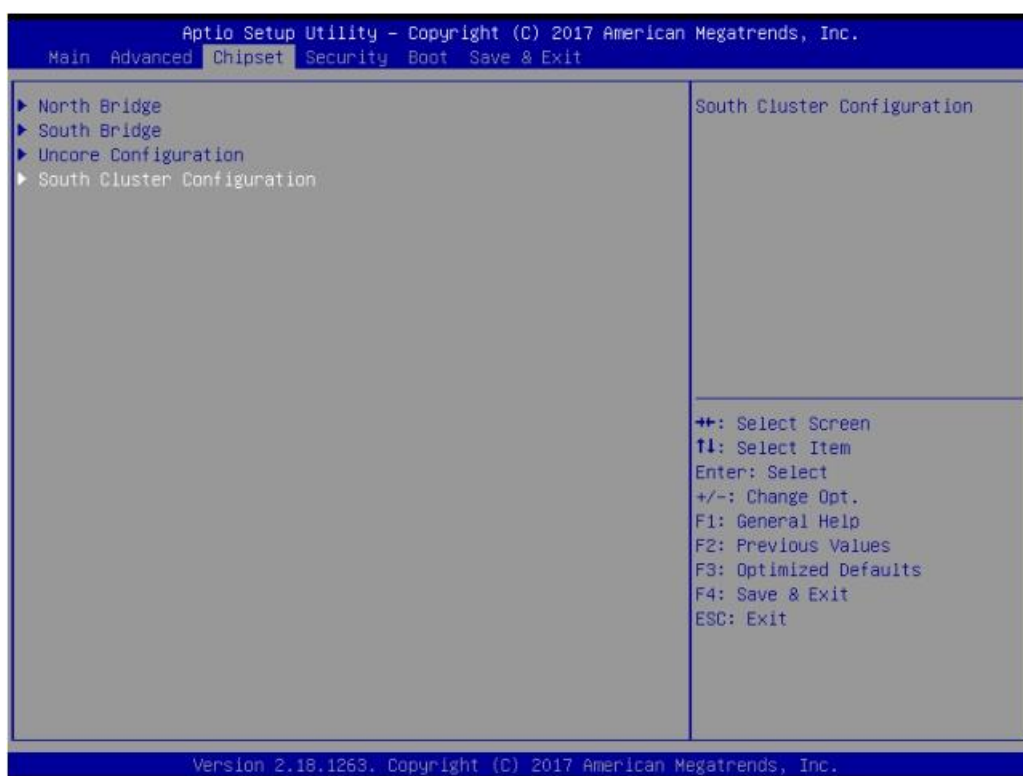 Aptio Setup Utility – Copyright (C) 2017 American Megatrends, Inc.
Main Advanced Chipset Security Boot Save & Exit
▶ North Bridge
▶ South Bridge
▶ Uncore Configuration
▶ South Cluster Configuration
South Cluster Configuration
→←: Select Screen
↑↓: Select Item
Enter: Select
+/-: Change Opt.
F1: General Help
F2: Previous Values
F3: Optimized Defaults
F4: Save & Exit
ESC: Exit
Version 2.18.1263. Copyright (C) 2017 American Megatrends, Inc.